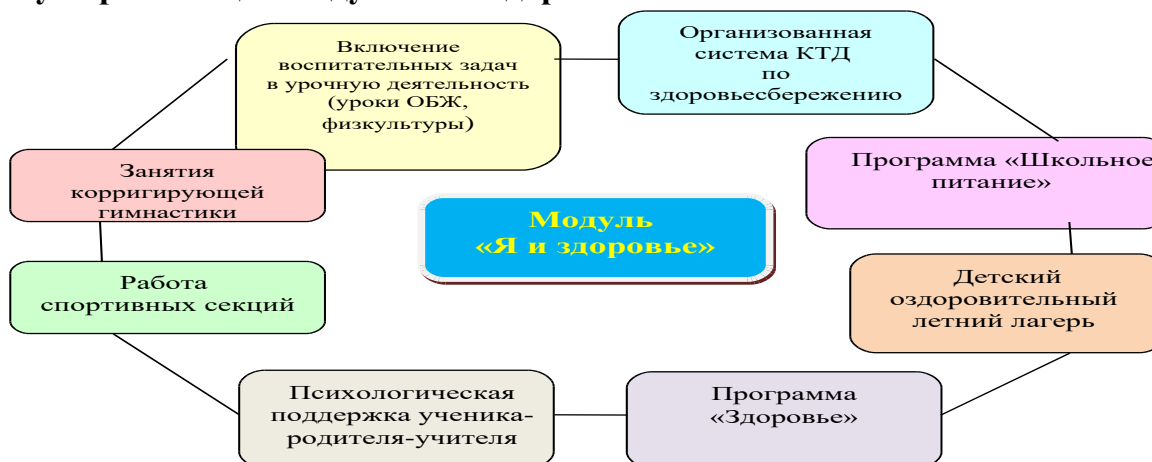 Включение
воспитательных задач
в урочную деятельность
(уроки ОБЖ,
физкультуры)
Организованная
система КТД
по
здоровьесбережению
Занятия
корригирующей
гимнастики
Программа «Школьное
питание»
Модуль
«Я и здоровье»
Работа
спортивных секций
Детский
оздоровительный
летний лагерь
Психологическая
поддержка ученика-
родителя-учителя
Программа
«Здоровье»